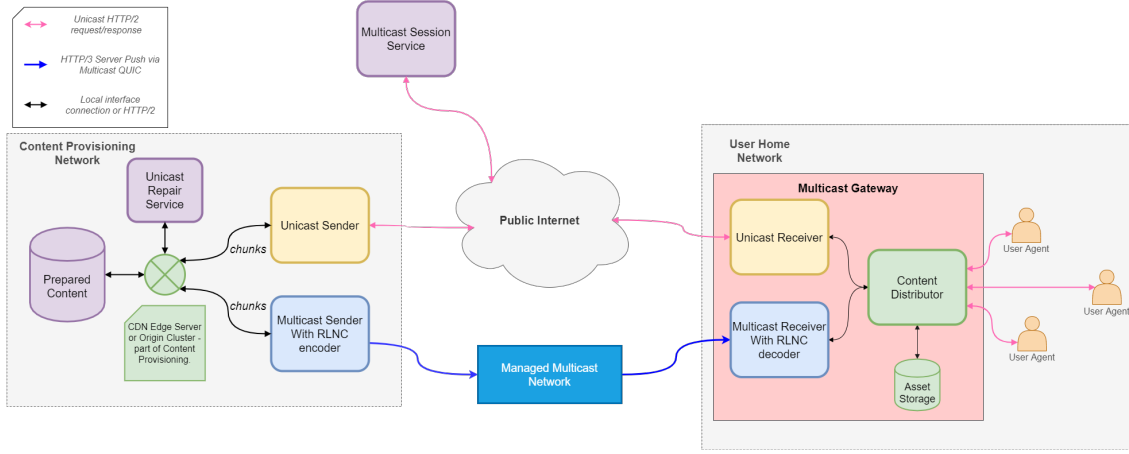 Unicast HTTP/2
request/response
HTTP/3 Server Push via
Multicast QUIC
Local interface
connection or HTTP/2
Multicast Session
Service
Content Provisioning
Network
Unicast
Repair
Service
Unicast Sender
chunks
Prepared
Content
chunks
CDN Edge Server
or Origin Cluster -
part of Content
Provisioning.
Multicast Sender
With RLNC
encoder
Public Internet
Managed Multicast
Network
User Home
Network
Multicast Gateway
Unicast Receiver
Multicast Receiver
With RLNC
decoder
Content
Distributor
Asset
Storage
User Agent
User Agent
User Agent